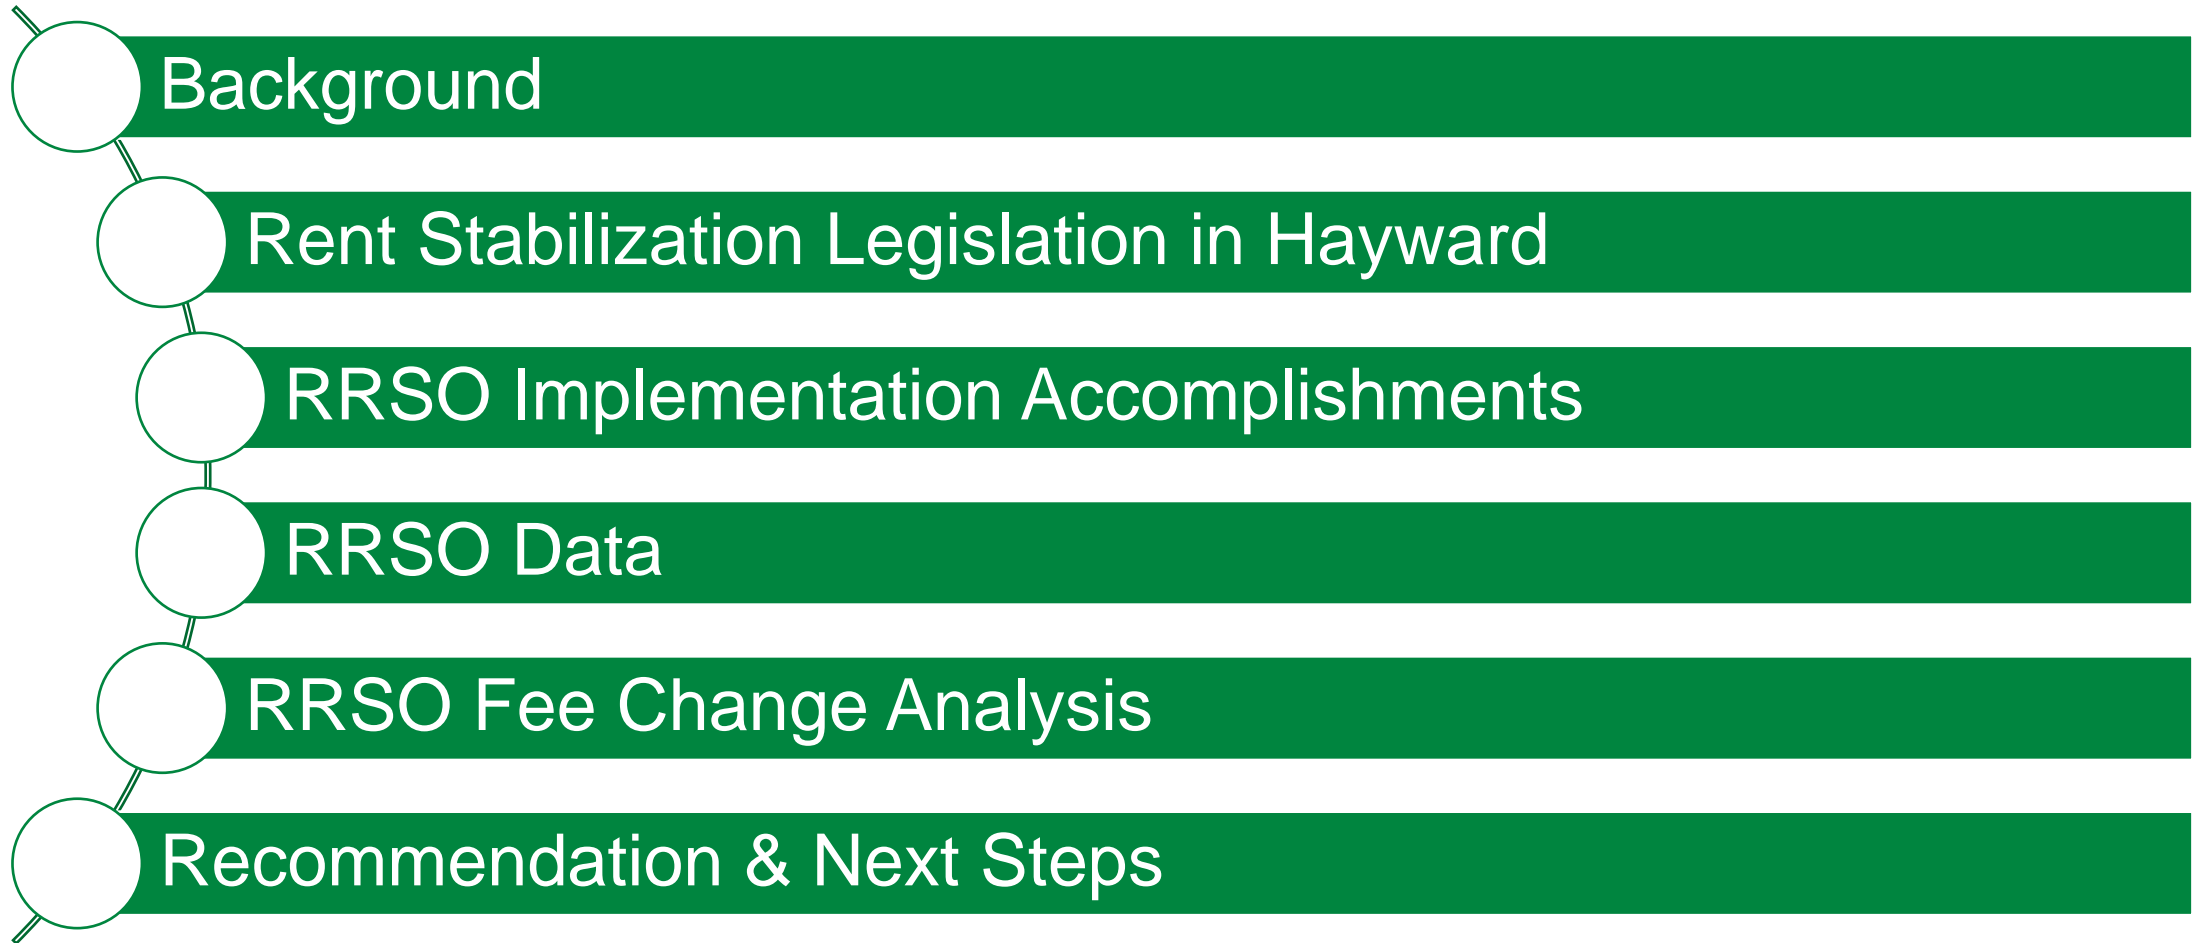 Background
Rent Stabilization Legislation in Hayward
RRSO Implementation Accomplishments
RRSO Data
RRSO Fee Change Analysis
Recommendation & Next Steps